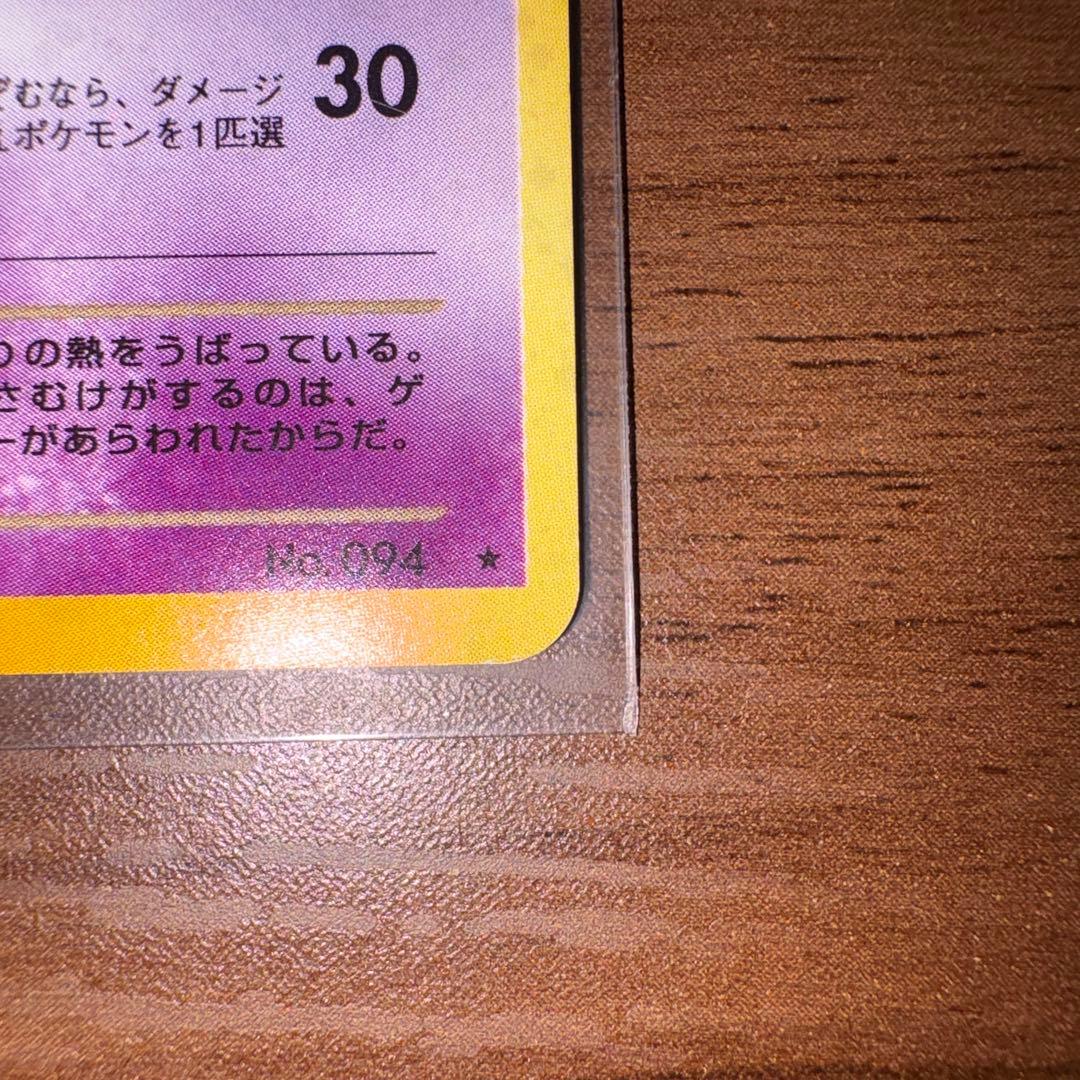 ぞむなら、ダメージ 30
ポケモンを1匹選
りの熱をうばっている。
さむけがするのは、ゲ
ーがあらわれたからだ。
No. 094 ★